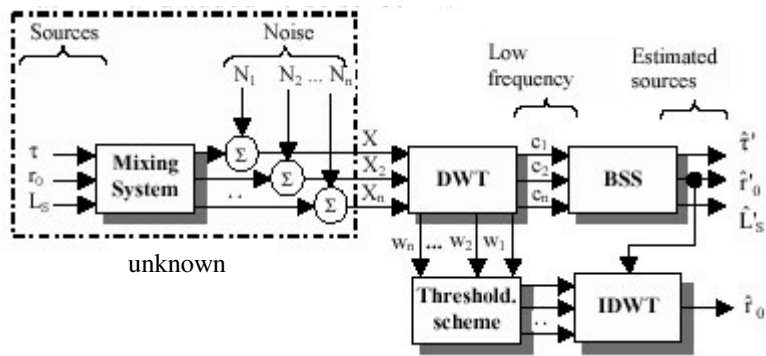 Sources
Noise
N1 N2 ... Nn
Low
frequency
Estimated
sources
τ
r0
LS
Mixing
System
Σ
Σ
Σ
..
X
X2
Xn
DWT
c1
c2
cn
BSS
τ̂'
r̂'0
L̂'S
unknown
wn ... w2 w1
Threshold.
scheme
..
IDWT
r̂0